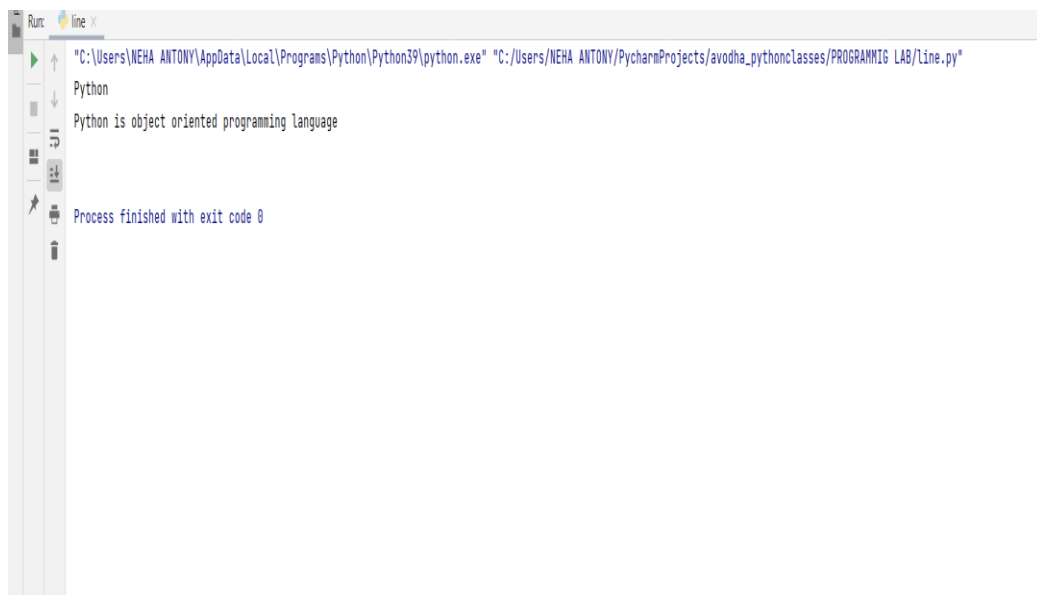 Run: line
"C:\Users\NEHA ANTONY\AppData\Local\Programs\Python\Python39\python.exe" "C:/Users/NEHA ANTONY/PycharmProjects/avodha_pythonclasses/PROGRAMMIG LAB/line.py"
Python
Python is object oriented programming language
Process finished with exit code 0